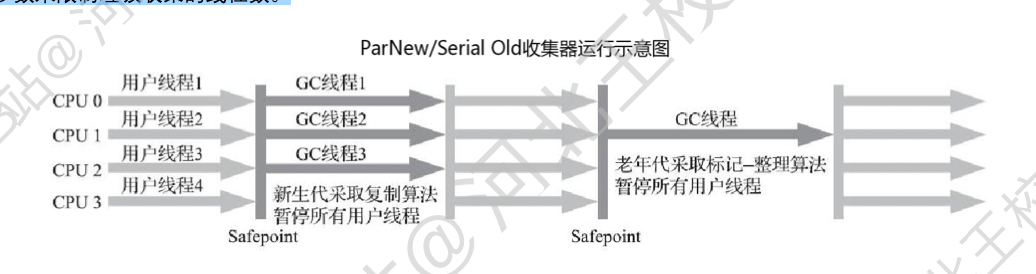 ParNew/Serial Old收集器运行示意图
用户线程1
GC线程1
CPU 0
用户线程2
GC线程2
GC线程
CPU 1
用户线程3
GC线程3
CPU 2
老年代采取标记–整理算法
暂停所有用户线程
用户线程4
CPU 3
新生代采取复制算法
暂停所有用户线程
Safepoint
Safepoint